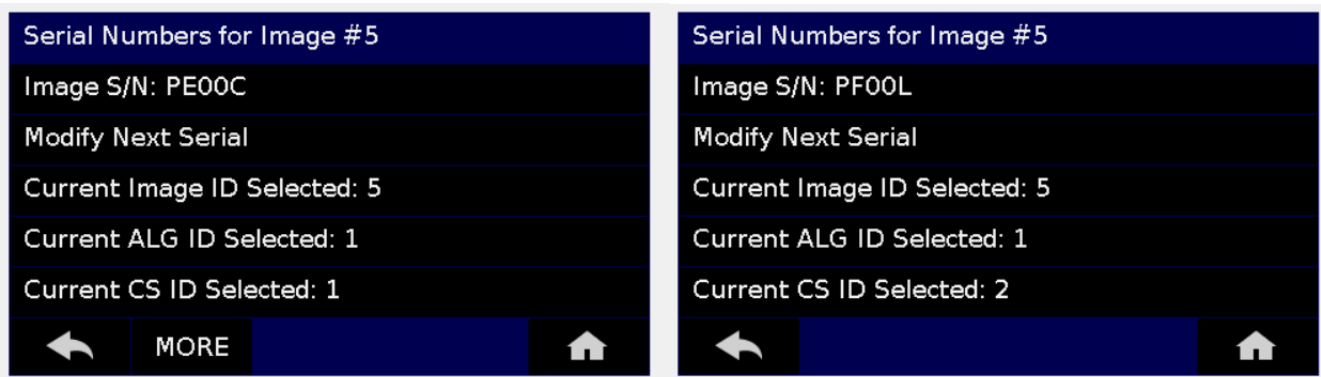 Serial Numbers for Image #5
Image S/N: PE00C
Modify Next Serial
Current Image ID Selected: 5
Current ALG ID Selected: 1
Current CS ID Selected: 1
MORE
Serial Numbers for Image #5
Image S/N: PF00L
Modify Next Serial
Current Image ID Selected: 5
Current ALG ID Selected: 1
Current CS ID Selected: 2